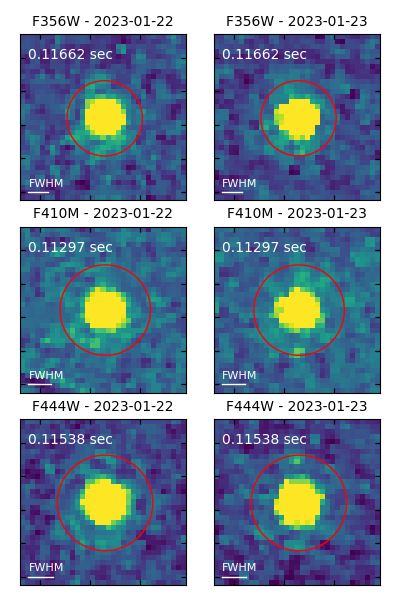 F356W - 2023-01-22
F356W - 2023-01-23
0.11662 sec
0.11662 sec
FWHM
FWHM
F410M - 2023-01-22
F410M - 2023-01-23
0.11297 sec
0.11297 sec
FWHM
FWHM
F444W - 2023-01-22
F444W - 2023-01-23
0.11538 sec
0.11538 sec
FWHM
FWHM